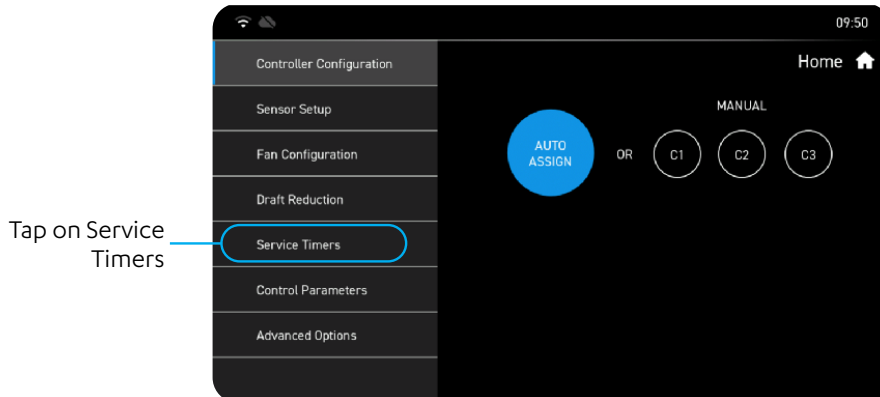 09:50
Controller Configuration
Home
Sensor Setup
MANUAL
AUTO
ASSIGN
OR
C1
C2
C3
Fan Configuration
Draft Reduction
Tap on Service
Timers
Service Timers
Control Parameters
Advanced Options